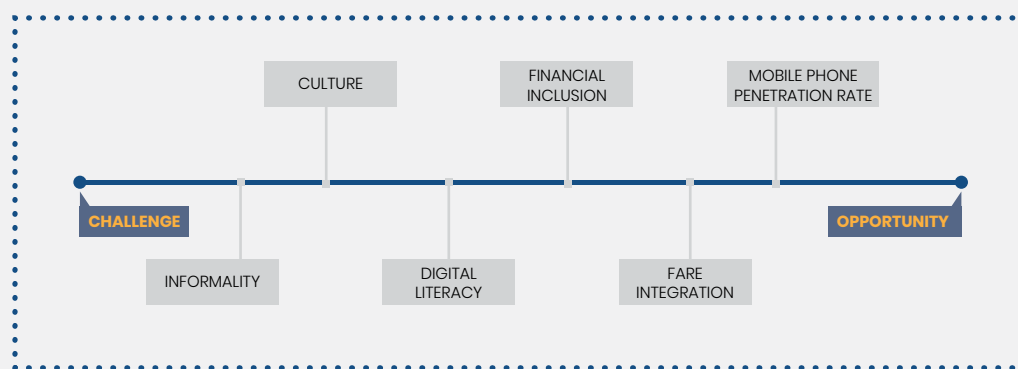 CULTURE
FINANCIAL
INCLUSION
MOBILE PHONE
PENETRATION RATE
CHALLENGE
OPPORTUNITY
INFORMALITY
DIGITAL
LITERACY
FARE
INTEGRATION